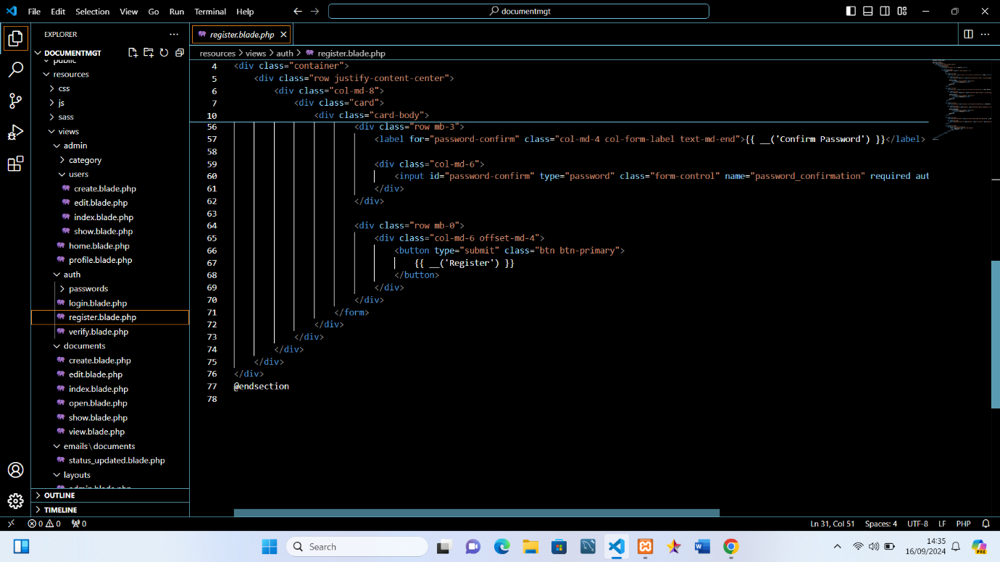 File Edit Selection View Go Run Terminal Help
documentmgt
EXPLORER
DOCUMENTMGT
public
resources
css
js
sass
views
admin
category
users
create.blade.php
edit.blade.php
index.blade.php
show.blade.php
home.blade.php
profile.blade.php
auth
passwords
login.blade.php
register.blade.php
verify.blade.php
documents
create.blade.php
edit.blade.php
index.blade.php
open.blade.php
show.blade.php
view.blade.php
emails\documents
status_updated.blade.php
layouts
admin.blade.php
OUTLINE
TIMELINE
register.blade.php
resources > views > auth > register.blade.php
4 <div class="container">
5 <div class="row justify-content-center">
6 <div class="col-md-8">
7 <div class="card">
10 <div class="card-body">
56 <div class="row mb-3">
57 <label for="password-confirm" class="col-md-4 col-form-label text-md-end">{{ __('Confirm Password') }}</label>
58
59 <div class="col-md-6">
60 <input id="password-confirm" type="password" class="form-control" name="password_confirmation" required aut
61 </div>
62 </div>
63
64 <div class="row mb-0">
65 <div class="col-md-6 offset-md-4">
66 <button type="submit" class="btn btn-primary">
67 {{ __('Register') }}
68 </button>
69 </div>
70 </div>
71 </form>
72 </div>
73 </div>
74 </div>
75 </div>
76 </div>
77 @endsection
78
0 0 0
Ln 31, Col 51 Spaces: 4 UTF-8 LF PHP
Search
14:35
16/09/2024
PRE